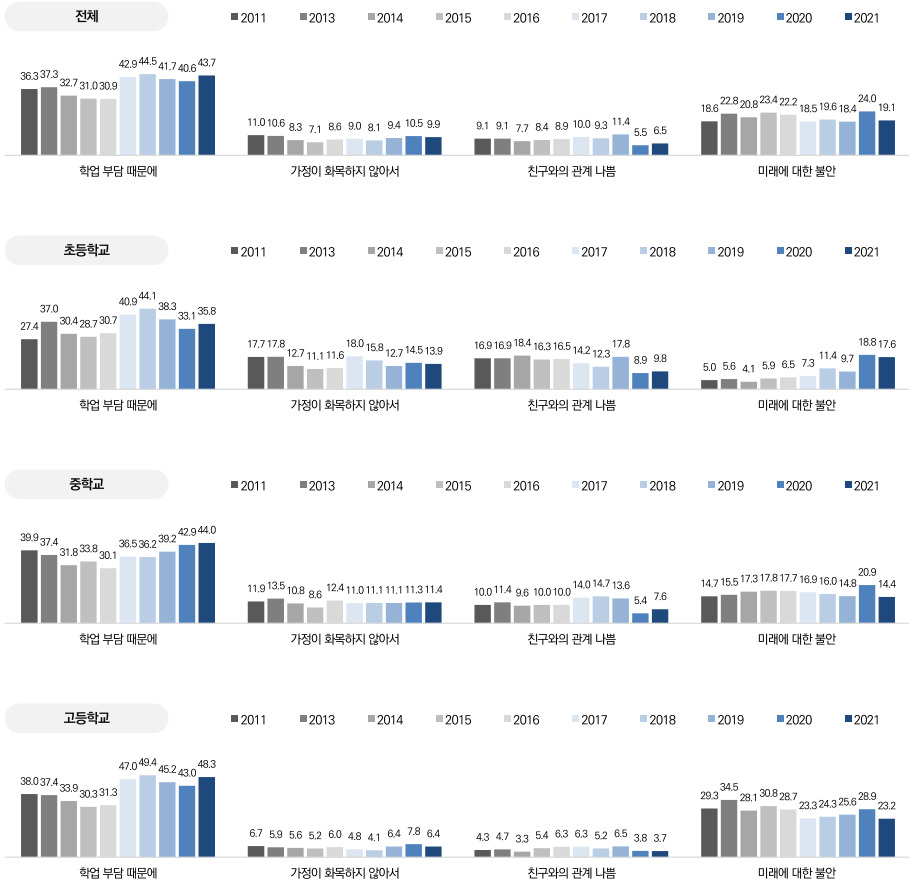 전체
2011 2013 2014 2015 2016 2017 2018 2019 2020 2021
36.3 37.3 32.7 31.0 30.9 42.9 44.5 41.7 40.6 43.7
11.0 10.6 8.3 7.1 8.6 9.0 8.1 9.4 10.5 9.9
9.1 9.1 7.7 8.4 8.9 10.0 9.3 11.4 5.5 6.5
18.6 22.8 20.8 23.4 22.2 18.5 19.6 18.4 24.0 19.1
학업 부담 때문에 가정이 화목하지 않아서 친구와의 관계 나쁨 미래에 대한 불안
초등학교
2011 2013 2014 2015 2016 2017 2018 2019 2020 2021
27.4 37.0 30.4 28.7 30.7 40.9 44.1 38.3 33.1 35.8
17.7 17.8 12.7 11.1 11.6 18.0 15.8 12.7 14.5 13.9
16.9 16.9 18.4 16.3 16.5 14.2 12.3 17.8 8.9 9.8
5.0 5.6 4.1 5.9 6.5 7.3 11.4 9.7 18.8 17.6
학업 부담 때문에 가정이 화목하지 않아서 친구와의 관계 나쁨 미래에 대한 불안
중학교
2011 2013 2014 2015 2016 2017 2018 2019 2020 2021
39.9 37.4 31.8 33.8 30.1 36.5 36.2 39.2 42.9 44.0
11.9 13.5 10.8 8.6 12.4 11.0 11.1 11.1 11.3 11.4
10.0 11.4 9.6 10.0 10.0 14.0 14.7 13.6 5.4 7.6
14.7 15.5 17.3 17.8 17.7 16.9 16.0 14.8 20.9 14.4
학업 부담 때문에 가정이 화목하지 않아서 친구와의 관계 나쁨 미래에 대한 불안
고등학교
2011 2013 2014 2015 2016 2017 2018 2019 2020 2021
38.0 37.4 33.9 30.3 31.3 47.0 49.4 45.2 43.0 48.3
6.7 5.9 5.6 5.2 6.0 4.8 4.1 6.4 7.8 6.4
4.3 4.7 3.3 5.4 6.3 6.3 5.2 6.5 3.8 3.7
29.3 34.5 28.1 30.8 28.7 23.3 24.3 25.6 28.9 23.2
학업 부담 때문에 가정이 화목하지 않아서 친구와의 관계 나쁨 미래에 대한 불안